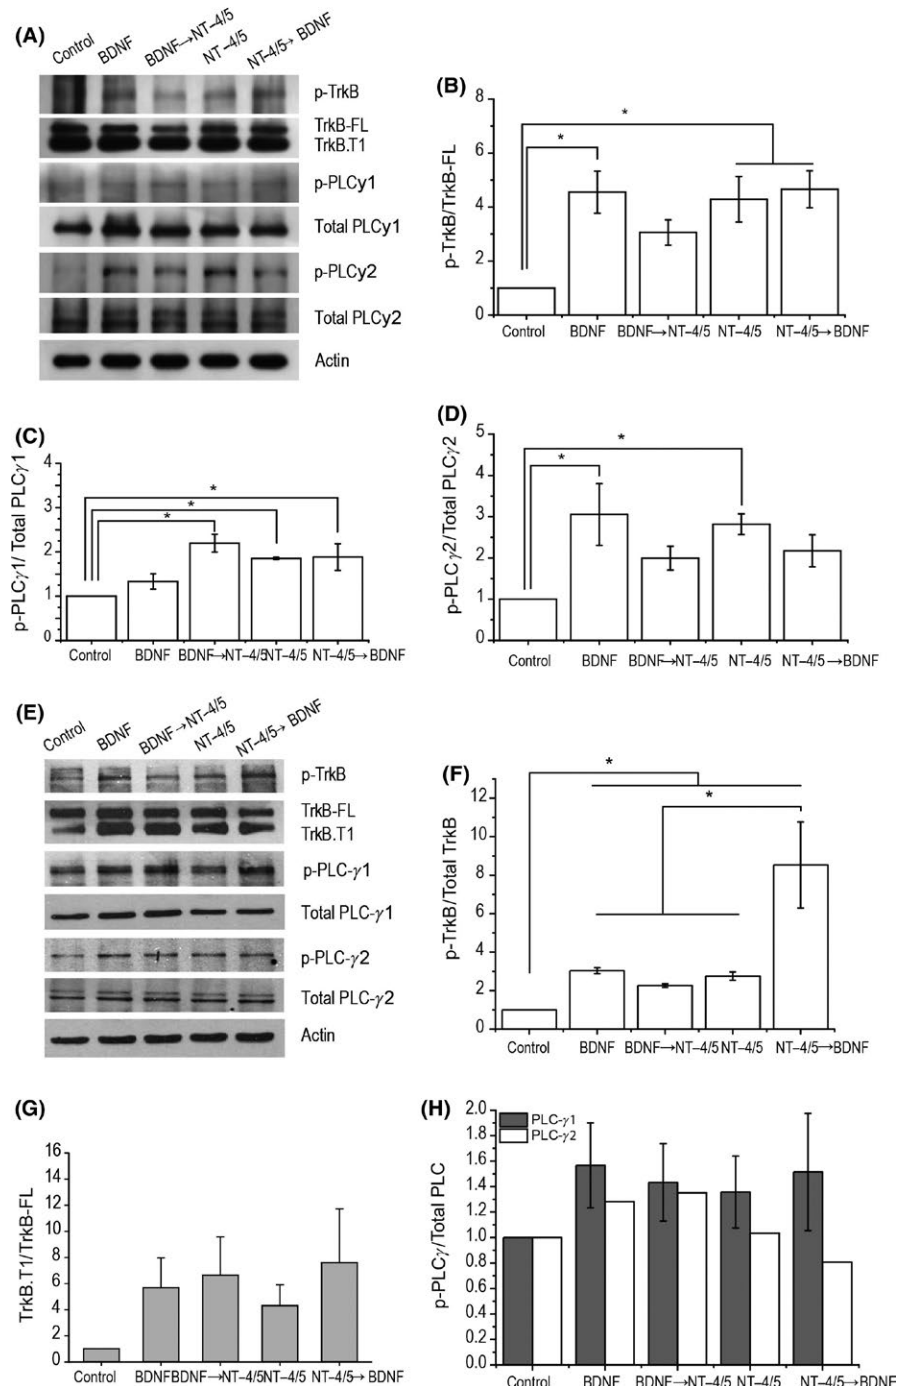 (A)
Control BDNF BDNF→NT–4/5 NT–4/5 NT-4/5→ BDNF
p-TrkB
TrkB-FL
TrkB.T1
p-PLCy1
Total PLCy1
p-PLCy2
Total PLCy2
Actin
(B)
p-TrkB/TrkB-FL
8
6
4
2
0
*
*
Control BDNF BDNF→NT–4/5 NT–4/5 NT–4/5→BDNF
(C)
p-PLCγ1/Total PLCγ1
4
3
2
2
1
1
0
*
*
*
Control BDNF BDNF→NT–4/5 NT–4/5 NT–4/5→BDNF
(D)
p-PLCγ2/Total PLCγ2
5
4
3
2
1
0
*
*
Control BDNF BDNF→NT–4/5 NT–4/5 NT–4/5→BDNF
(E)
Control BDNF BDNF→NT–4/5 NT–4/5 NT–4/5→ BDNF
p-TrkB
TrkB-FL
TrkB.T1
p-PLC-γ1
Total PLC-γ1
p-PLC-γ2
Total PLC-γ2
Actin
(F)
p-TrkB/Total TrkB
12
10
8
6
4
2
0
*
*
Control BDNF BDNF→NT–4/5 NT–4/5 NT–4/5→BDNF
(G)
TrkB.T1/TrkB-FL
16
14
12
10
8
6
4
2
0
Control BDNF BDNF→NT–4/5 NT–4/5 NT–4/5→BDNF
(H)
p-PLCγ/Total PLC
2.0
1.8
1.6
1.4
1.2
1.0
0.8
0.6
0.4
0.2
0.0
PLC-γ1
PLC-γ2
Control BDNF BDNF→NT–4/5 NT–4/5 NT–4/5→BDNF